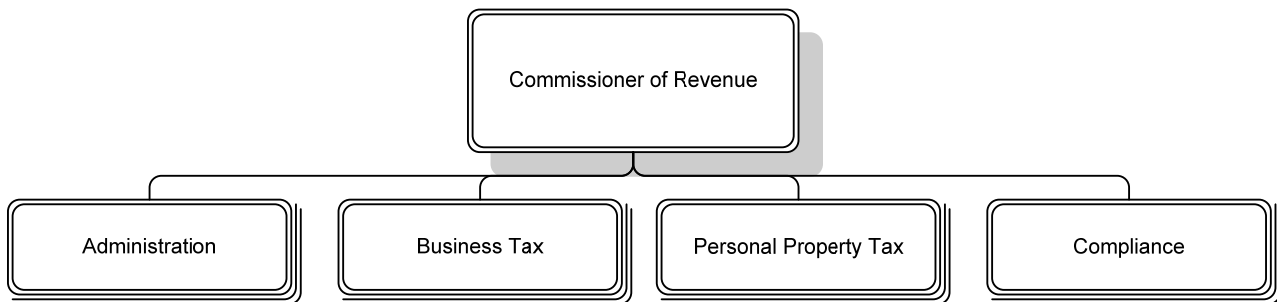 Commissioner of Revenue
Administration
Business Tax
Personal Property Tax
Compliance